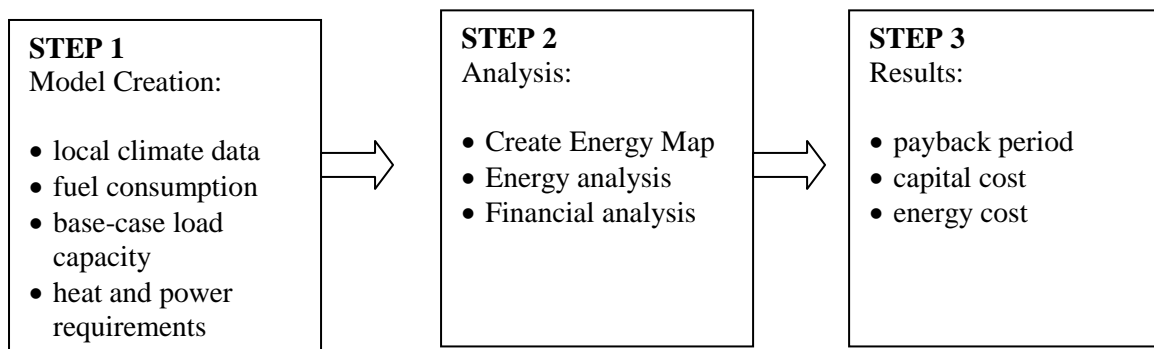 STEP 1
Model Creation:
• local climate data
• fuel consumption
• base-case load
capacity
• heat and power
requirements
STEP 2
Analysis:
• Create Energy Map
• Energy analysis
• Financial analysis
STEP 3
Results:
• payback period
• capital cost
• energy cost